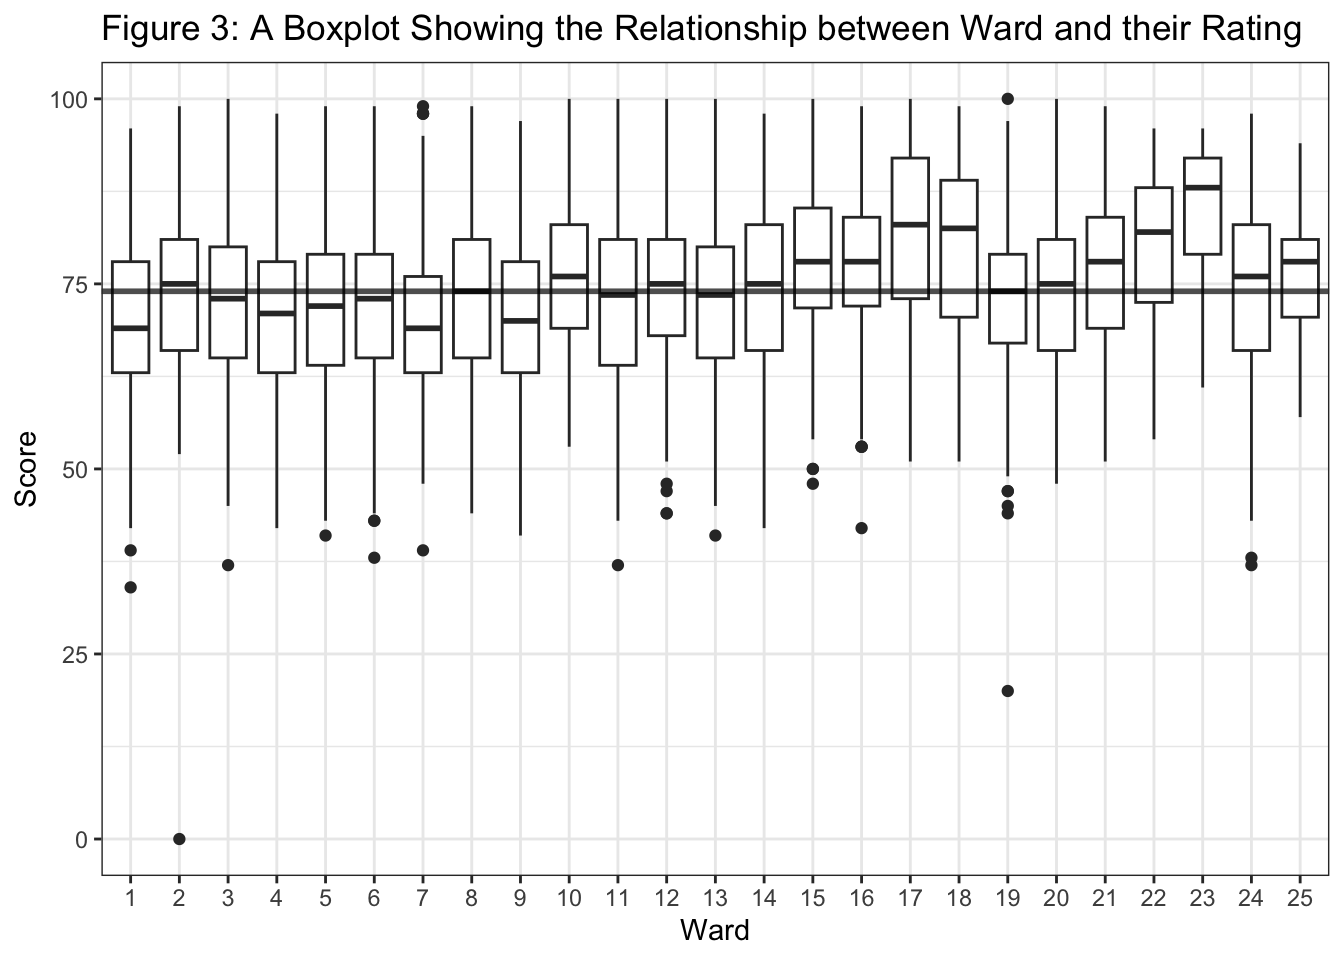 Figure 3: A Boxplot Showing the Relationship between Ward and their Rating
100
75
50
25
0
Score
1 2 3 4 5 6 7 8 9 10 11 12 13 14 15 16 17 18 19 20 21 22 23 24 25
Ward